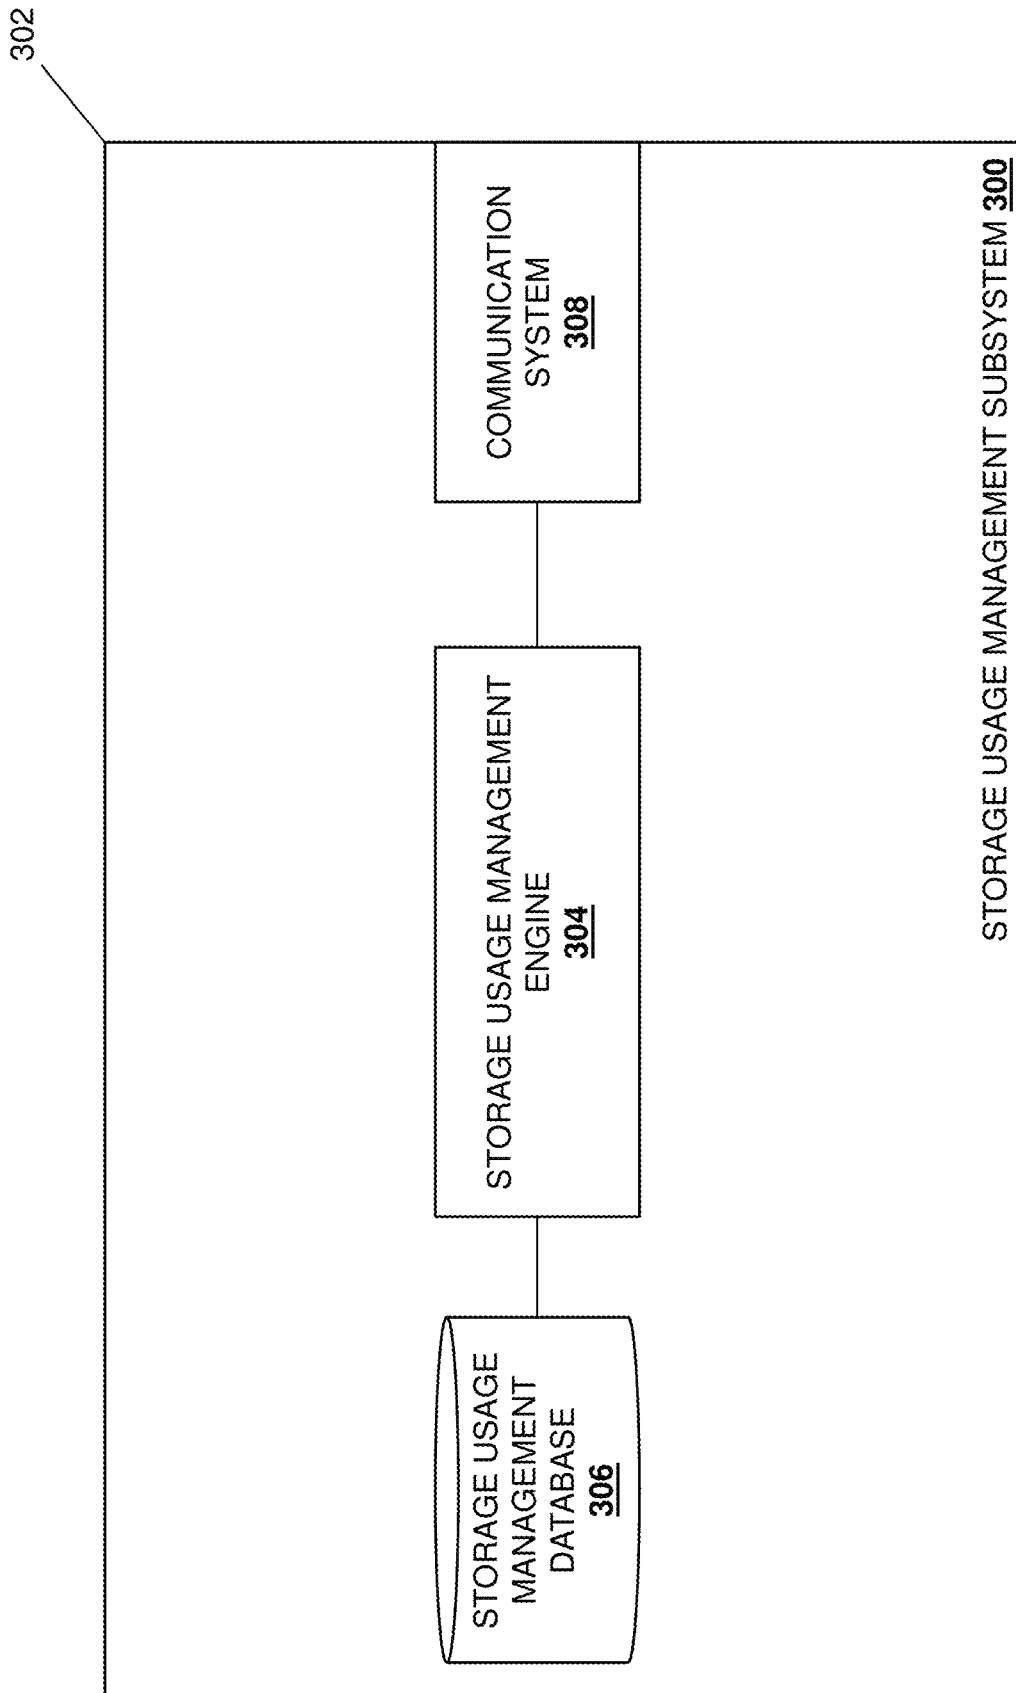 302
STORAGE USAGE
MANAGEMENT
DATABASE
306
STORAGE USAGE MANAGEMENT
ENGINE
304
COMMUNICATION
SYSTEM
308
STORAGE USAGE MANAGEMENT SUBSYSTEM 300